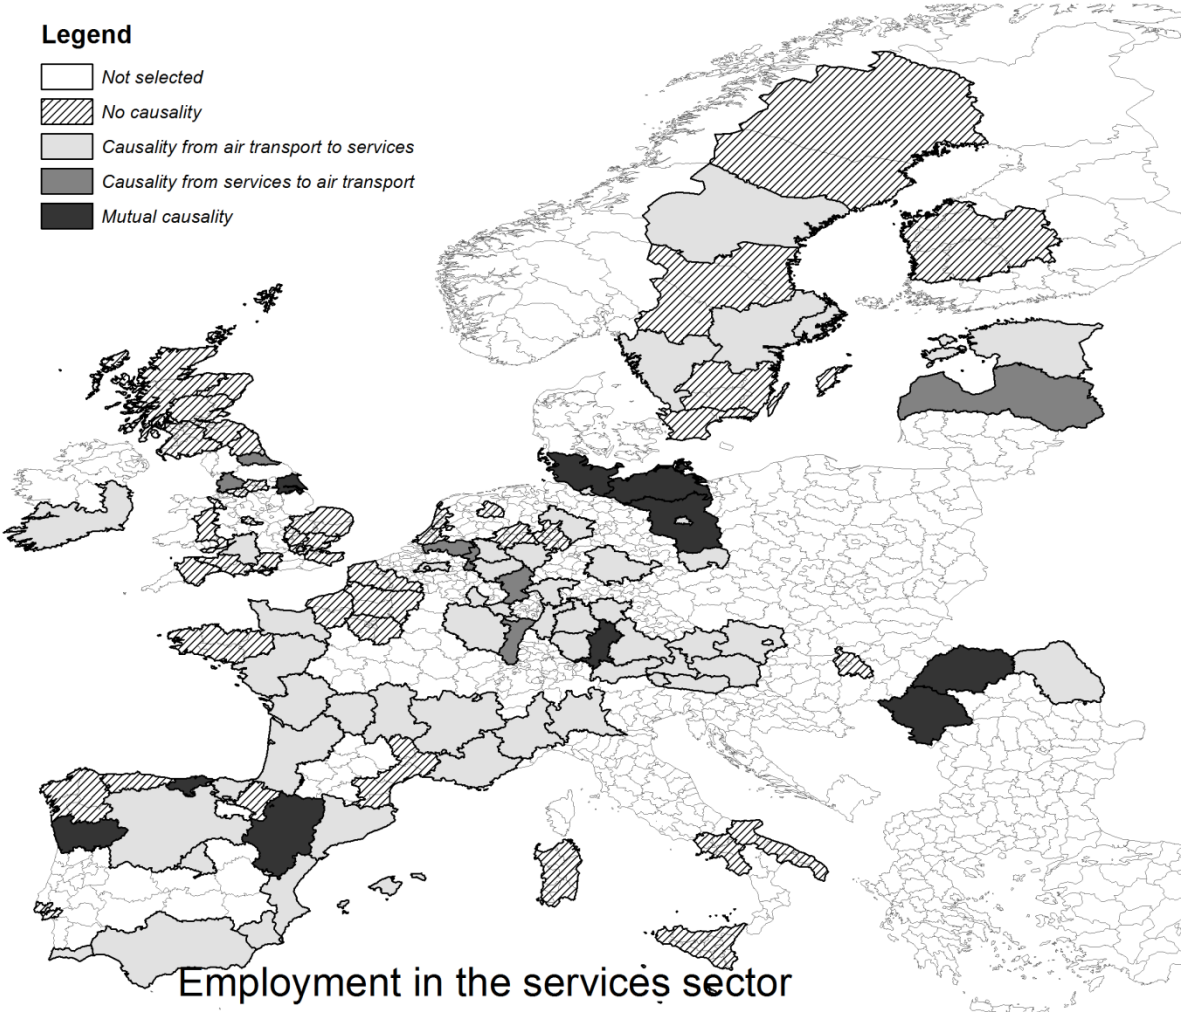 Legend
Not selected
No causality
Causality from air transport to services
Causality from services to air transport
Mutual causality
Employment in the services sector